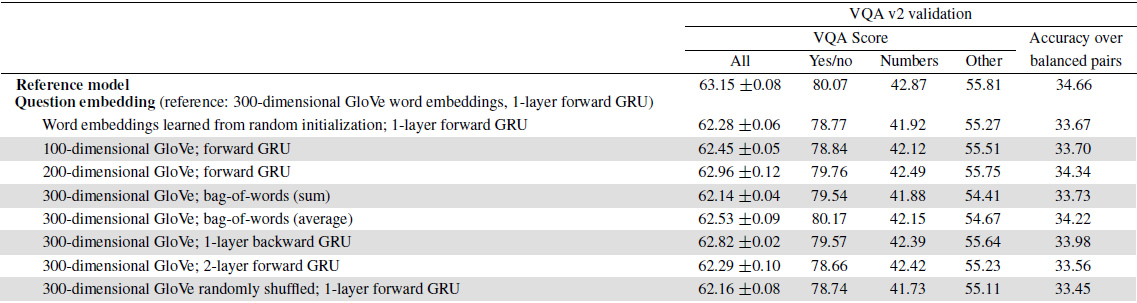 VQA v2 validation
VQA Score Accuracy over
All Yes/no Numbers Other balanced pairs
Reference model 63.15 ±0.08 80.07 42.87 55.81 34.66
Question embedding (reference: 300-dimensional GloVe word embeddings, 1-layer forward GRU)
Word embeddings learned from random initialization; 1-layer forward GRU 62.28 ±0.06 78.77 41.92 55.27 33.67
100-dimensional GloVe; forward GRU 62.45 ±0.05 78.84 42.12 55.51 33.70
200-dimensional GloVe; forward GRU 62.96 ±0.12 79.76 42.49 55.75 34.34
300-dimensional GloVe; bag-of-words (sum) 62.14 ±0.04 79.54 41.88 54.41 33.73
300-dimensional GloVe; bag-of-words (average) 62.53 ±0.09 80.17 42.15 54.67 34.22
300-dimensional GloVe; 1-layer backward GRU 62.82 ±0.02 79.57 42.39 55.64 33.98
300-dimensional GloVe; 2-layer forward GRU 62.29 ±0.10 78.66 42.42 55.23 33.56
300-dimensional GloVe randomly shuffled; 1-layer forward GRU 62.16 ±0.08 78.74 41.73 55.11 33.45